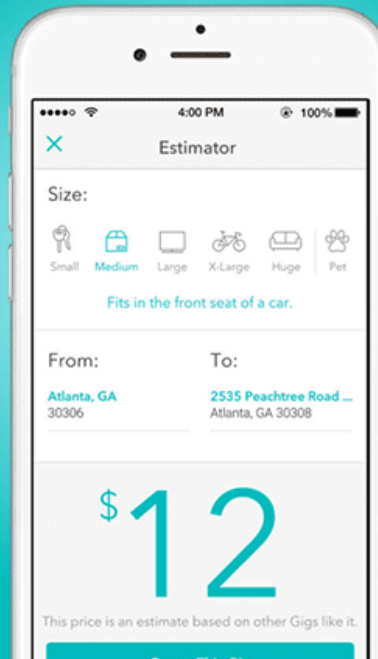 4:00 PM 100%
Estimator
Size:
Small Medium Large X-Large Huge Pet
Fits in the front seat of a car.
From: To:
Atlanta, GA 2535 Peachtree Road ...
30306 Atlanta, GA 30308
$12
This price is an estimate based on other Gigs like it.